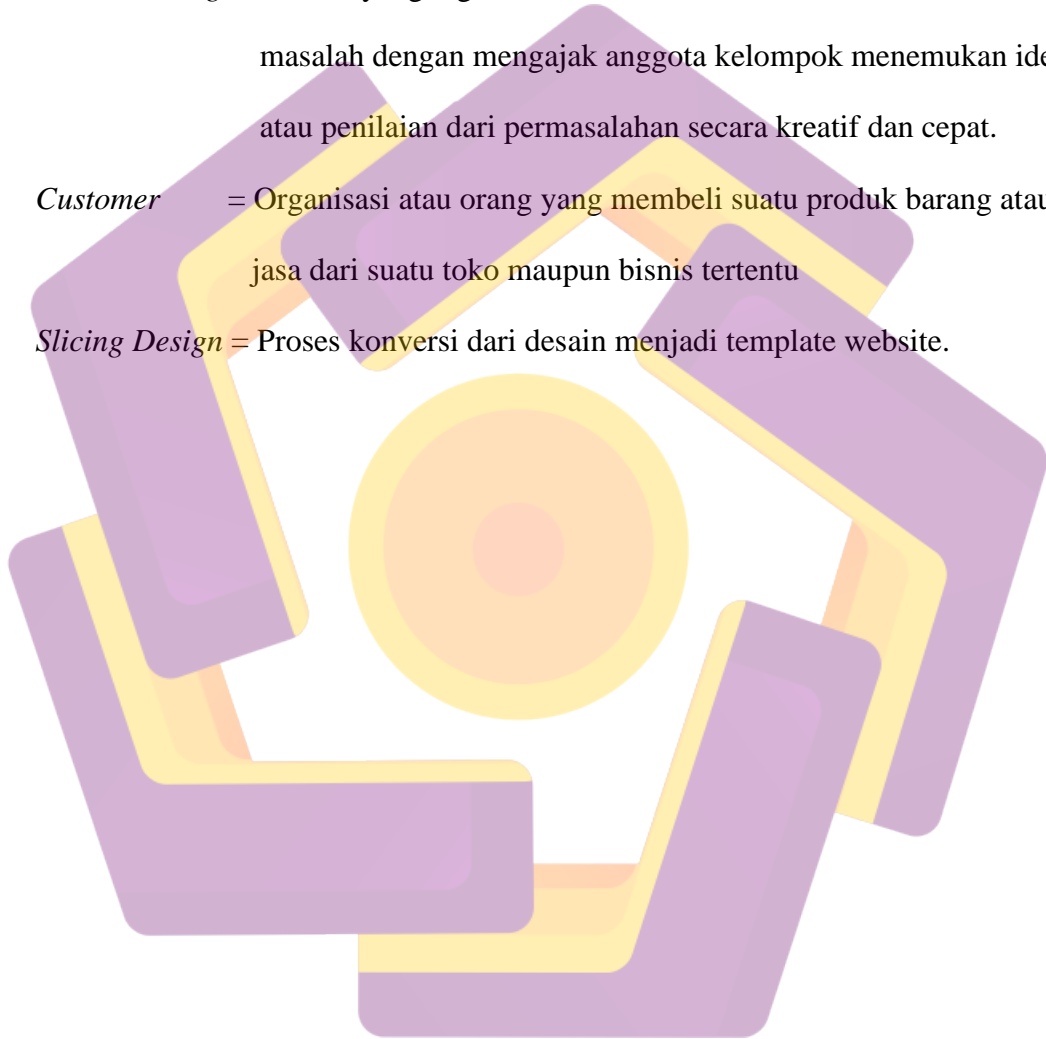 masalah dengan mengajak anggota kelompok menemukan ide
atau penilaian dari permasalahan secara kreatif dan cepat.
Customer = Organisasi atau orang yang membeli suatu produk barang atau
jasa dari suatu toko maupun bisnis tertentu
Slicing Design = Proses konversi dari desain menjadi template website.